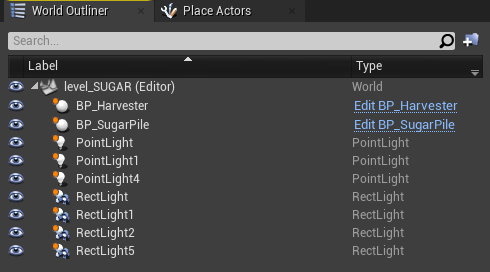 World Outliner Place Actors
Search...
Label Type
level_SUGAR (Editor) World
BP_Harvester Edit BP_Harvester
BP_SugarPile Edit BP_SugarPile
PointLight PointLight
PointLight1 PointLight
PointLight4 PointLight
RectLight RectLight
RectLight1 RectLight
RectLight2 RectLight
RectLight5 RectLight